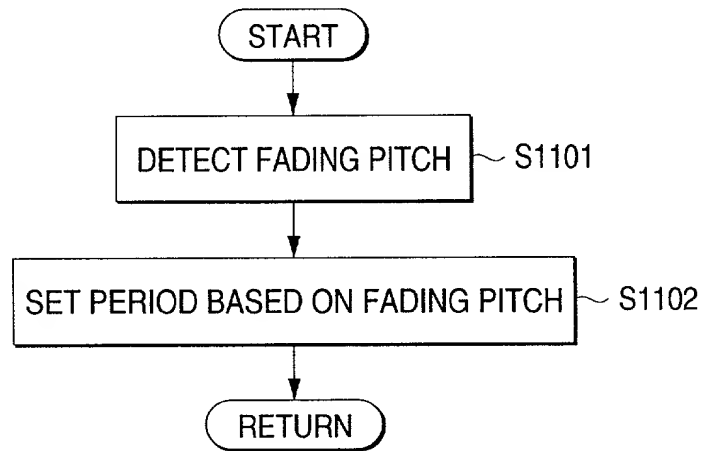 START
DETECT FADING PITCH S1101
SET PERIOD BASED ON FADING PITCH S1102
RETURN